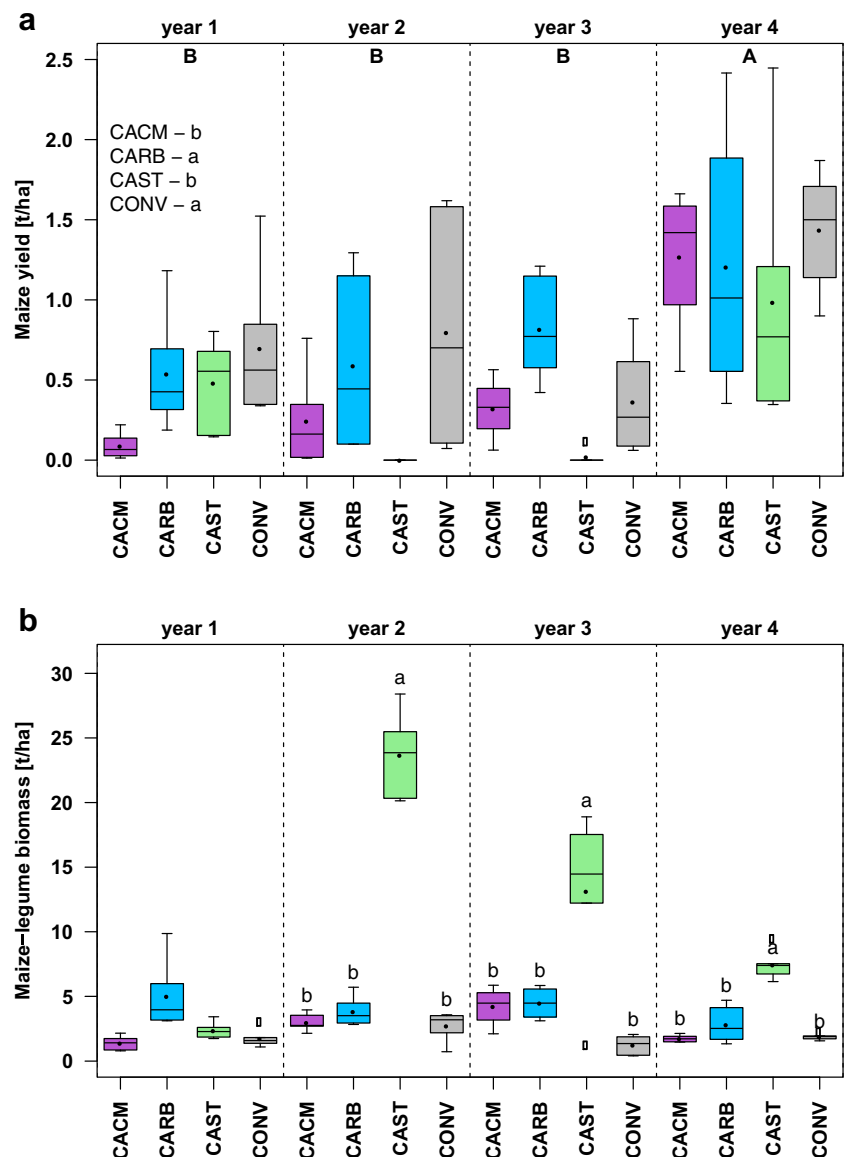 a
year 1 year 2 year 3 year 4
B B B A
CACM – b
CARB – a
CAST – b
CONV – a
Maize yield [t/ha]
2.5
2.0
1.5
1.0
0.5
0.0
CACM CARB CAST CONV CACM CARB CAST CONV CACM CARB CAST CONV CACM CARB CAST CONV
b
year 1 year 2 year 3 year 4
Maize–legume biomass [t/ha]
30
25
20
15
10
5
0
b b a b b b a b b b a b
CACM CARB CAST CONV CACM CARB CAST CONV CACM CARB CAST CONV CACM CARB CAST CONV